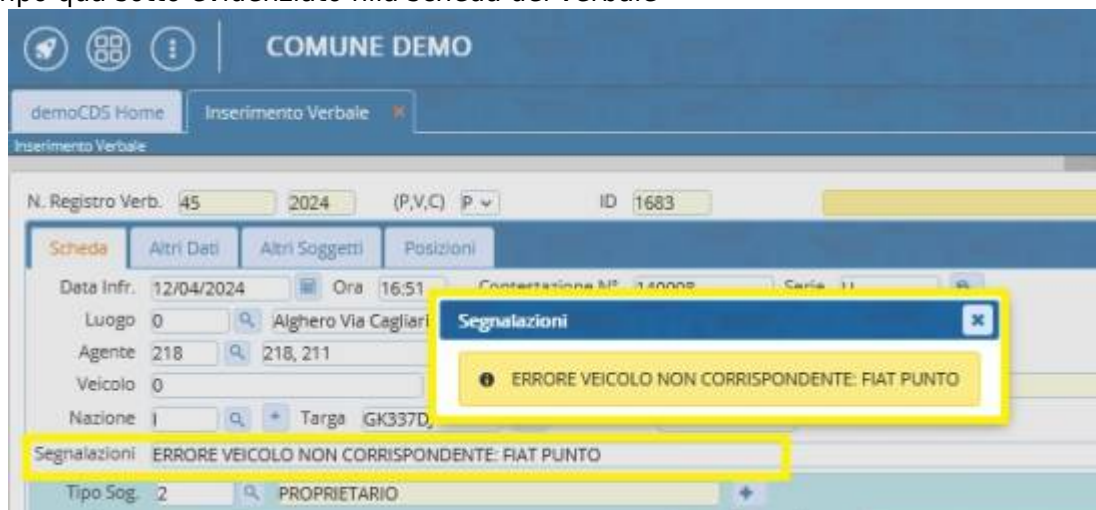 COMUNE DEMO
demoCDS Home Inserimento Verbale
Inserimento Verbale
N. Registro Verb. 45 2024 (P,V,C) P ID 1683
Scheda Altri Dati Altri Soggetti Posizioni
Data Infr. 12/04/2024 Ora 16:51
Luogo 0 Alghero Via Cagliari
Segnalazioni
Agente 218 218, 211
ERRORE VEICOLO NON CORRISPONDENTE: FIAT PUNTO
Veicolo 0
Nazione I Targa
Segnalazioni ERRORE VEICOLO NON CORRISPONDENTE: FIAT PUNTO
Tipo Sog. 2 PROPRIETARIO